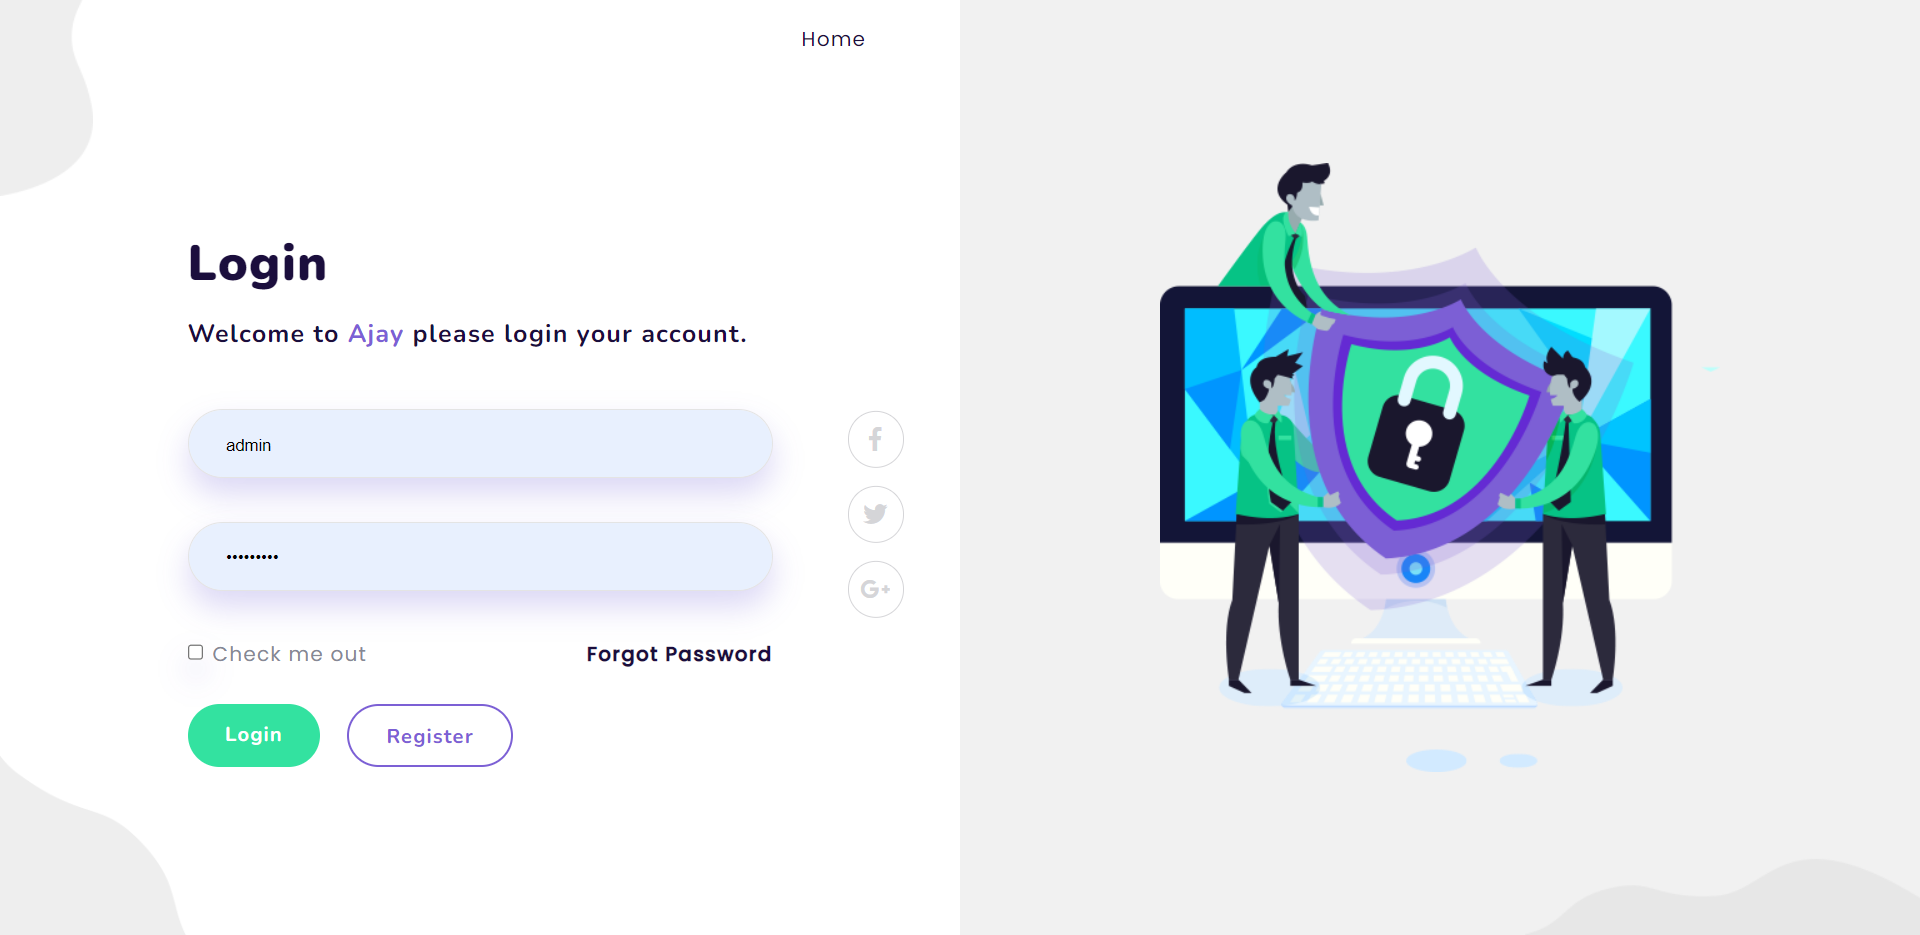 Home
Login
Welcome to Ajay please login your account.
admin
•••••••••
Check me out
Forgot Password
Login
Register